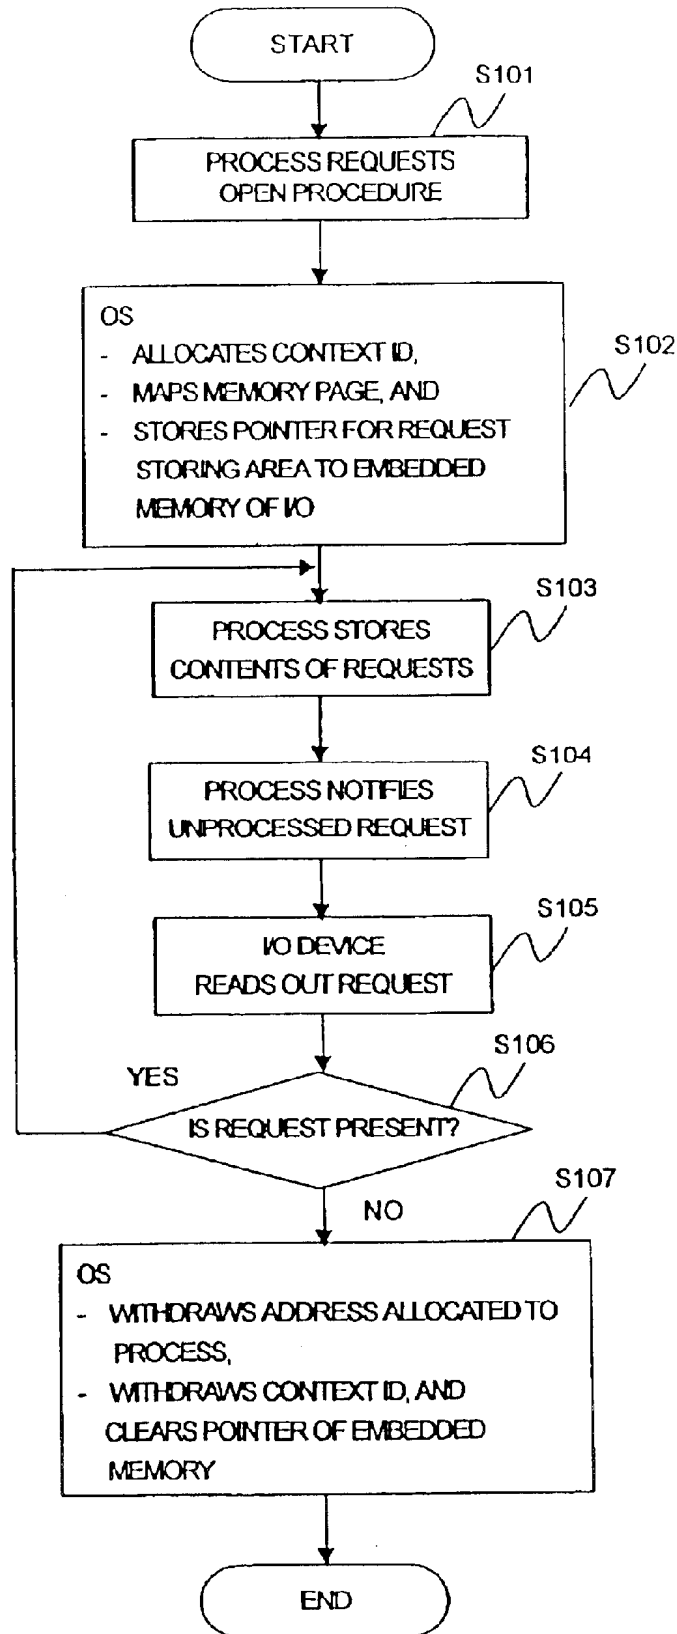 START
S101
PROCESS REQUESTS
OPEN PROCEDURE
OS
S102
- ALLOCATES CONTEXT ID,
- MAPS MEMORY PAGE, AND
- STORES POINTER FOR REQUEST
STORING AREA TO EMBEDDED
MEMORY OF I/O
S103
PROCESS STORES
CONTENTS OF REQUESTS
S104
PROCESS NOTIFIES
UNPROCESSED REQUEST
S105
I/O DEVICE
READS OUT REQUEST
S106
YES
IS REQUEST PRESENT?
S107
NO
OS
- WITHDRAWS ADDRESS ALLOCATED TO
PROCESS,
- WITHDRAWS CONTEXT ID, AND
CLEARS POINTER OF EMBEDDED
MEMORY
END